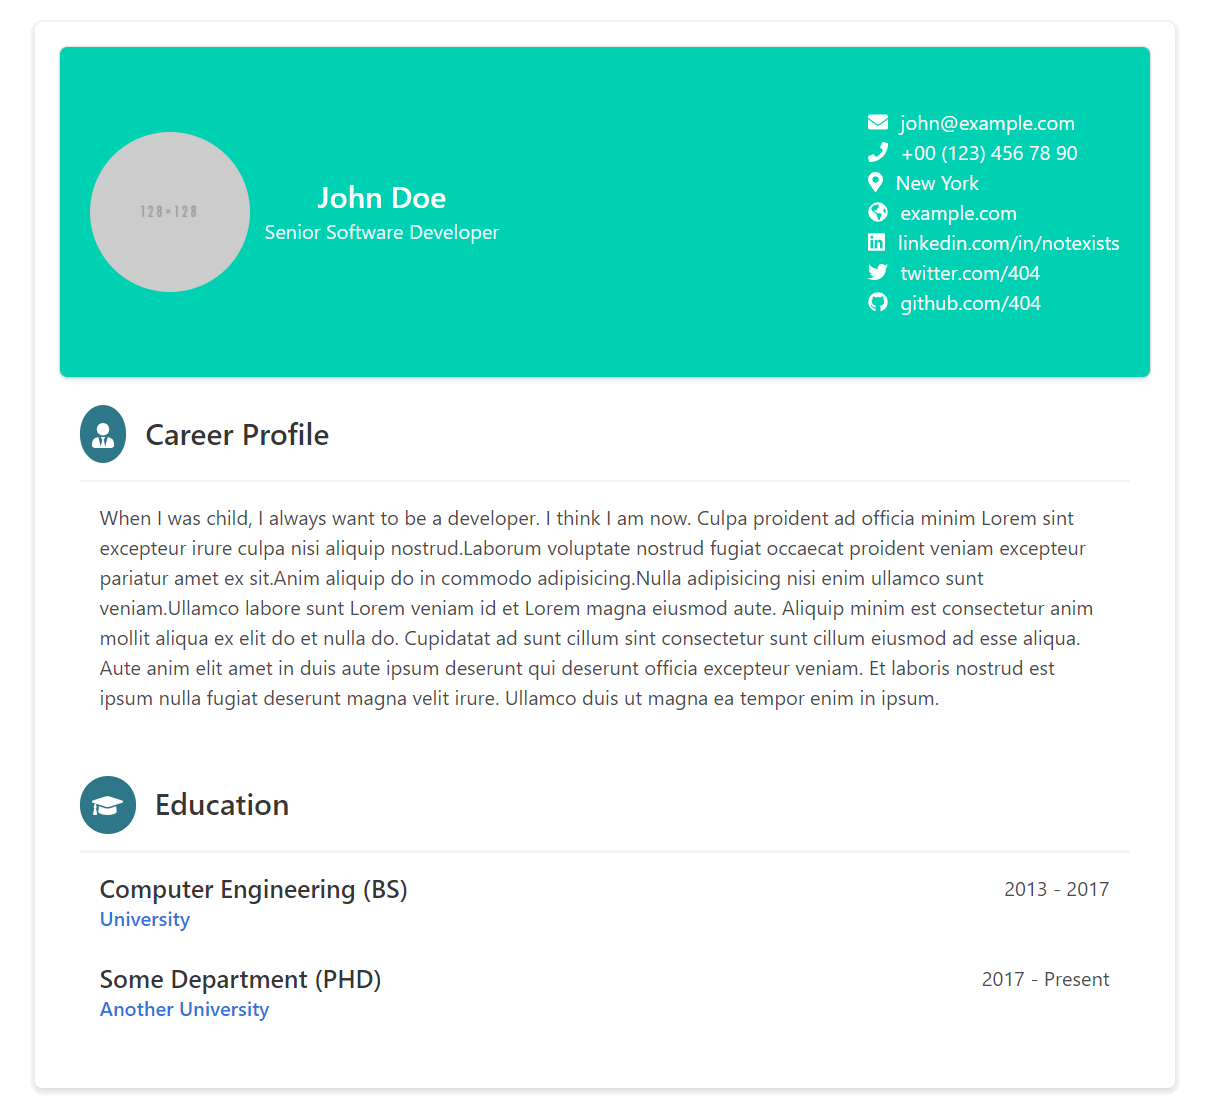 128×128
John Doe
Senior Software Developer
john@example.com
+00 (123) 456 78 90
New York
example.com
linkedin.com/in/notexists
twitter.com/404
github.com/404
Career Profile
When I was child, I always want to be a developer. I think I am now. Culpa proident ad officia minim Lorem sint
excepteur irure culpa nisi aliquip nostrud.Laborum voluptate nostrud fugiat occaecat proident veniam excepteur
pariatur amet ex sit.Anim aliquip do in commodo adipisicing.Nulla adipisicing nisi enim ullamco sunt
veniam.Ullamco labore sunt Lorem veniam id et Lorem magna eiusmod aute. Aliquip minim est consectetur anim
mollit aliqua ex elit do et nulla do. Cupidatat ad sunt cillum sint consectetur sunt cillum eiusmod ad esse aliqua.
Aute anim elit amet in duis aute ipsum deserunt qui deserunt officia excepteur veniam. Et laboris nostrud est
ipsum nulla fugiat deserunt magna velit irure. Ullamco duis ut magna ea tempor enim in ipsum.
Education
Computer Engineering (BS) 2013 - 2017
University
Some Department (PHD) 2017 - Present
Another University